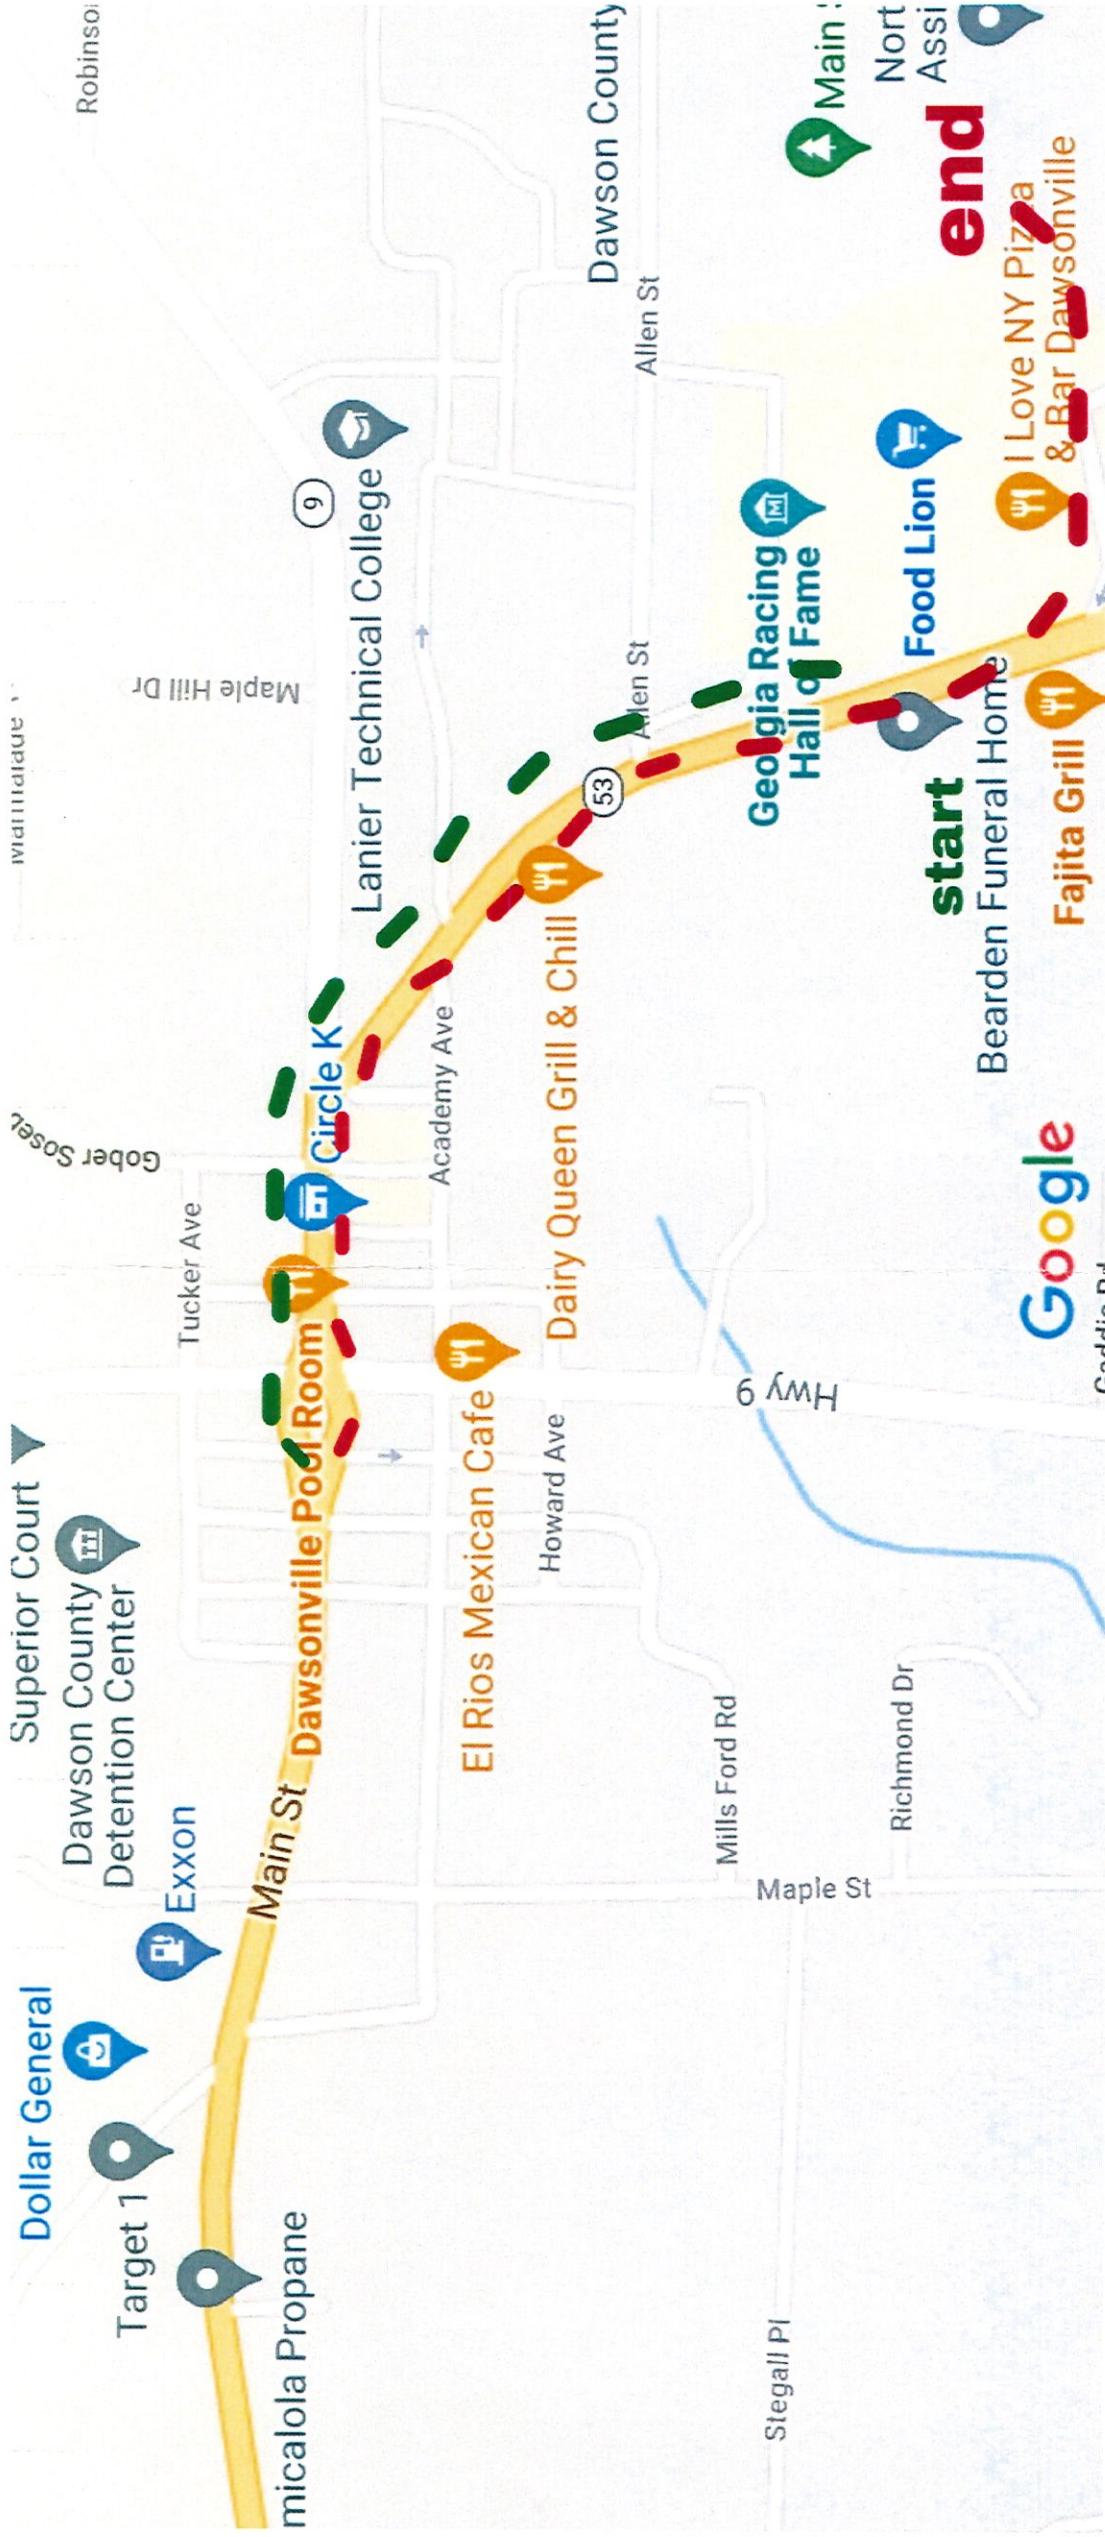 Dollar General
Target 1
micalola Propane
Exxon
Main St
Superior Court
Dawson County
Detention Center
Dawsonville Pool Room
Tucker Ave
Gober
Circle K
Academy Ave
El Rios Mexican Cafe
Howard Ave
Dairy Queen Grill & Chill
Hwy 9
Mills Ford Rd
Maple St
Richmond Dr
Stegall Pl
Maple Hill Dr
9
Lanier Technical College
53
Allen St
Allen St
Dawson County
Georgia Racing
Hall of Fame
Food Lion
start
Bearden Funeral Home
Fajita Grill
Google
Main
end
I Love NY Pizza
& Bar Dawsonville